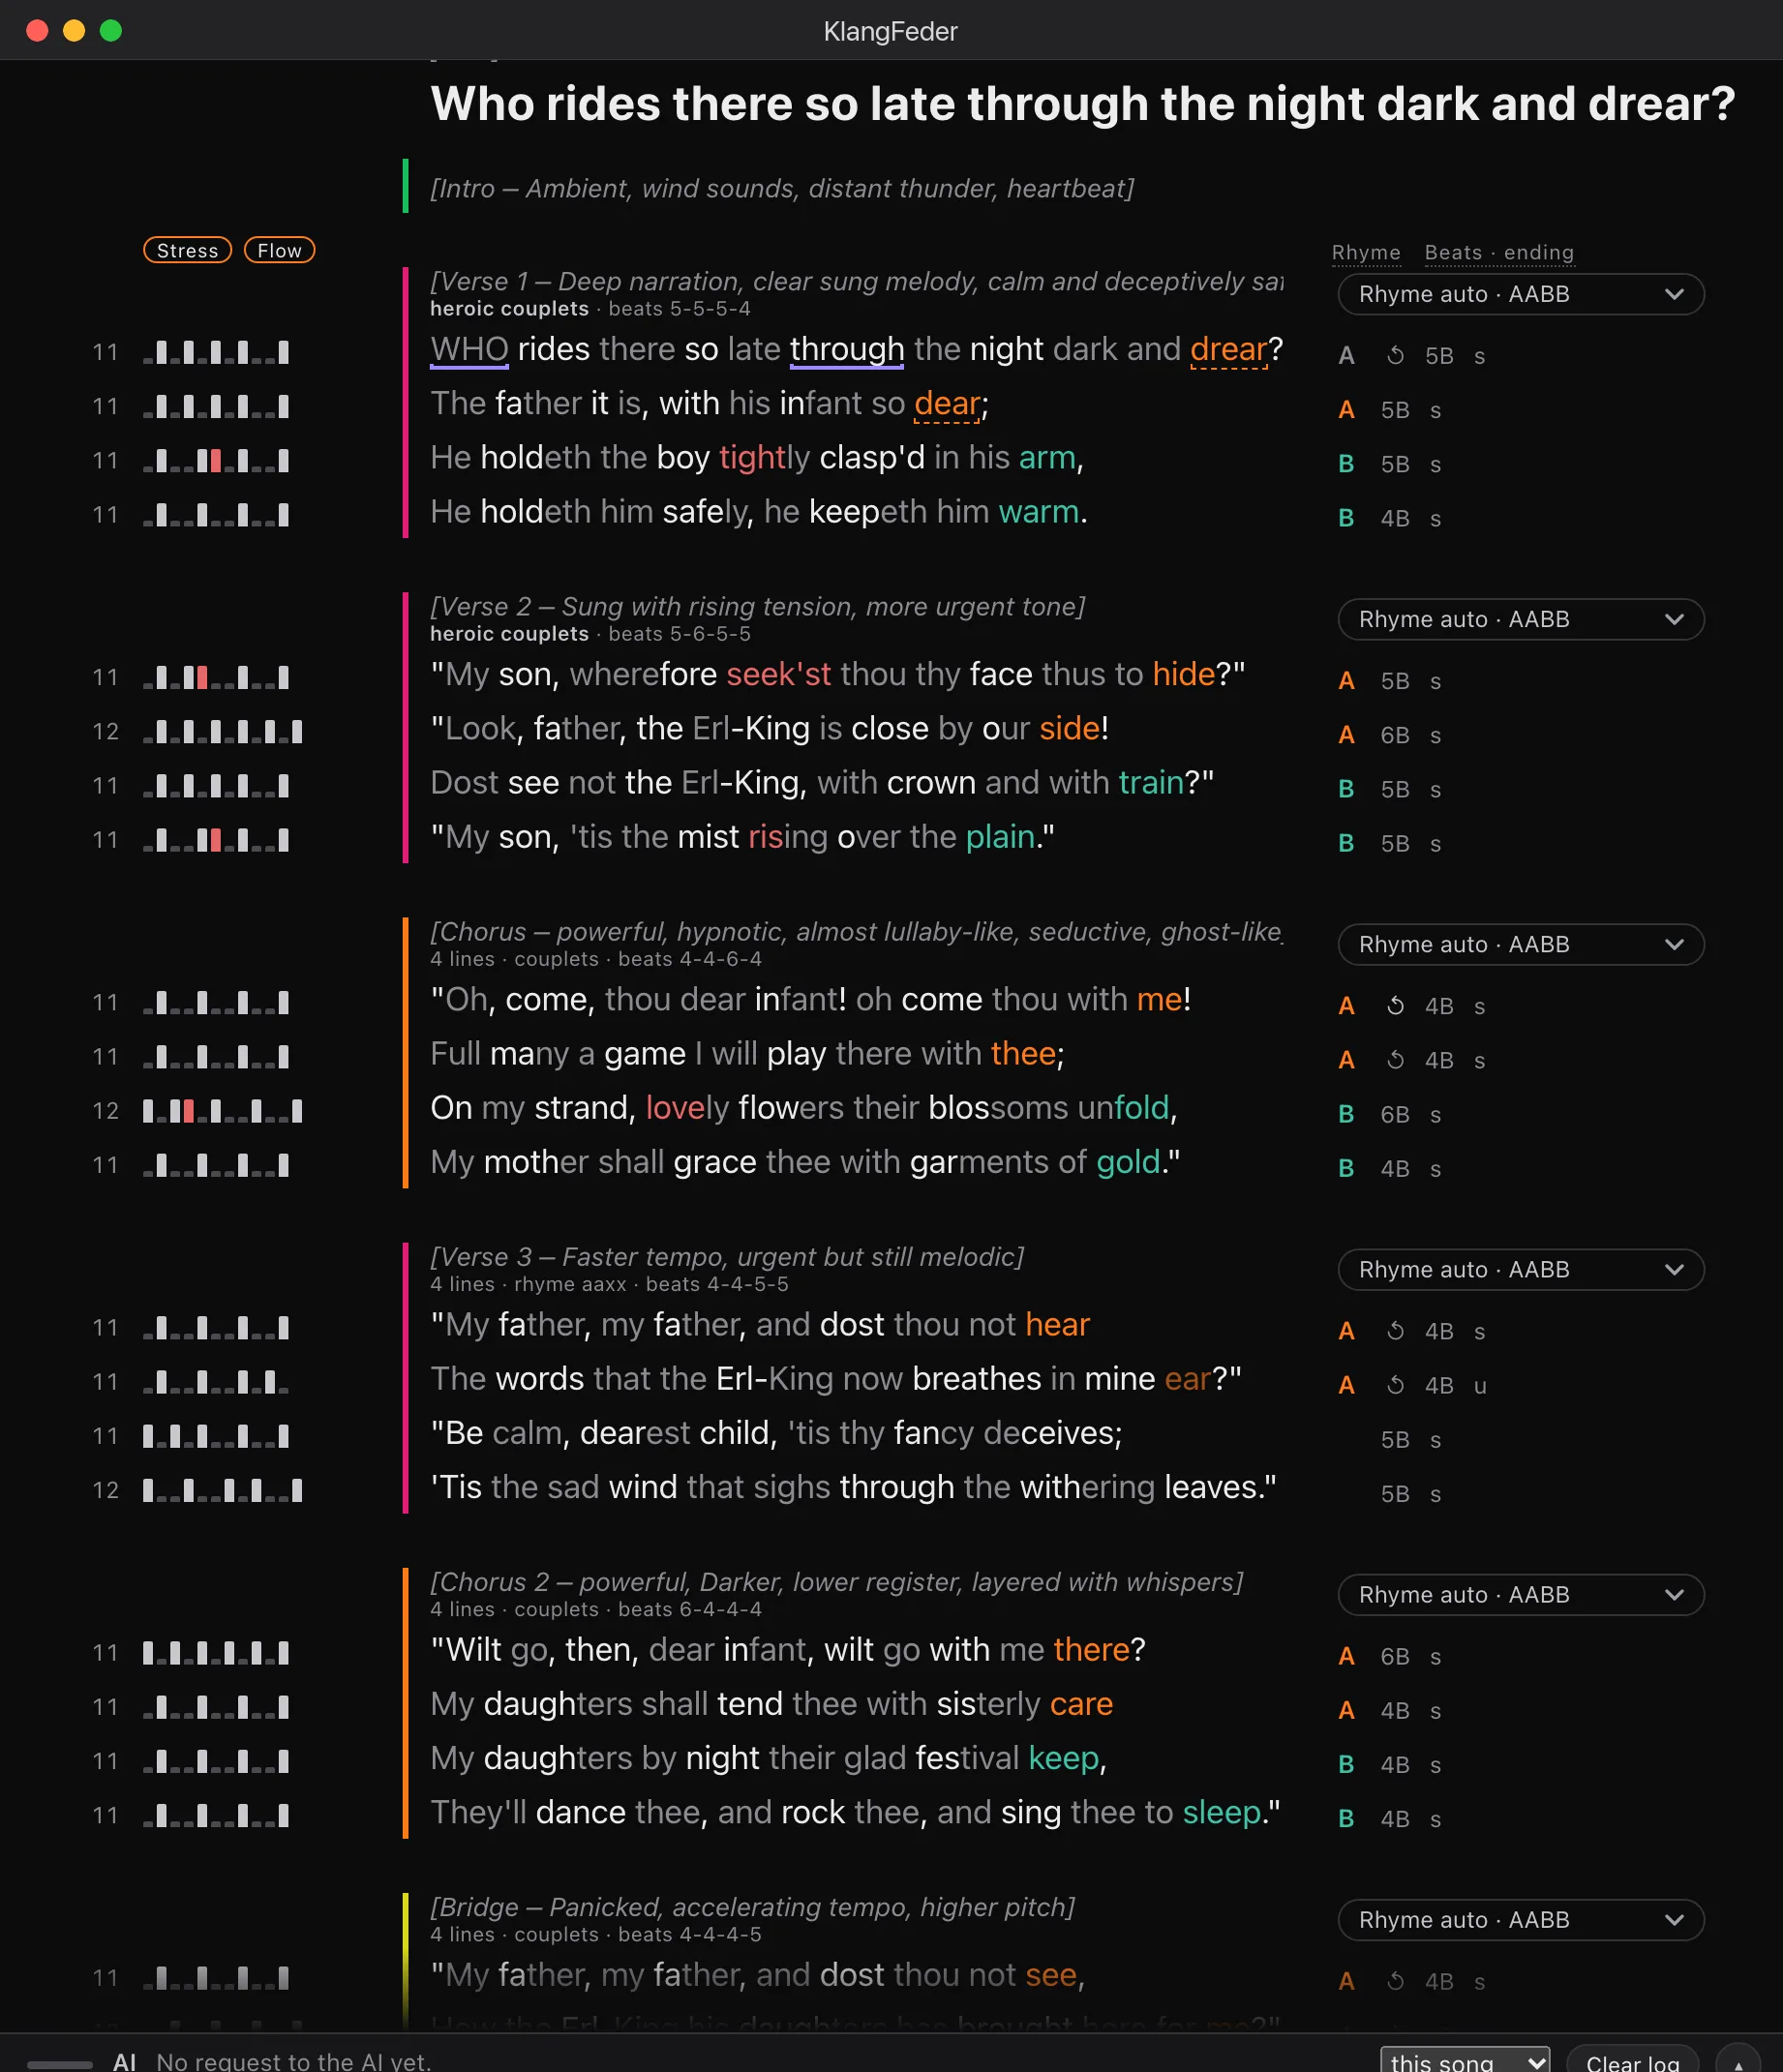 KlangFeder
Who rides there so late through the night dark and drear?
[Intro – Ambient, wind sounds, distant thunder, heartbeat]
Stress Flow Rhyme Beats · ending
[Verse 1 – Deep narration, clear sung melody, calm and deceptively saf
Rhyme auto · AABB
heroic couplets · beats 5-5-5-4
11 WHO rides there so late through the night dark and drear? A ↺ 5B s
11 The father it is, with his infant so dear; A 5B s
11 He holdeth the boy tightly clasp'd in his arm, B 5B s
11 He holdeth him safely, he keepeth him warm. B 4B s
[Verse 2 – Sung with rising tension, more urgent tone] Rhyme auto · AABB
heroic couplets · beats 5-6-5-5
11 "My son, wherefore seek'st thou thy face thus to hide?" A 5B s
12 "Look, father, the Erl-King is close by our side! A 6B s
11 Dost see not the Erl-King, with crown and with train?" B 5B s
11 "My son, 'tis the mist rising over the plain." B 5B s
[Chorus – powerful, hypnotic, almost lullaby-like, seductive, ghost-like, Rhyme auto · AABB
4 lines · couplets · beats 4-4-6-4
11 "Oh, come, thou dear infant! oh come thou with me! A ↺ 4B s
11 Full many a game I will play there with thee; A ↺ 4B s
12 On my strand, lovely flowers their blossoms unfold, B 6B s
11 My mother shall grace thee with garments of gold." B 4B s
[Verse 3 – Faster tempo, urgent but still melodic] Rhyme auto · AABB
4 lines · rhyme aaxx · beats 4-4-5-5
11 "My father, my father, and dost thou not hear A ↺ 4B s
11 The words that the Erl-King now breathes in mine ear?" A ↺ 4B u
11 "Be calm, dearest child, 'tis thy fancy deceives; 5B s
12 'Tis the sad wind that sighs through the withering leaves." 5B s
[Chorus 2 – powerful, Darker, lower register, layered with whispers] Rhyme auto · AABB
4 lines · couplets · beats 6-4-4-4
11 "Wilt go, then, dear infant, wilt go with me there? A 6B s
11 My daughters shall tend thee with sisterly care A 4B s
11 My daughters by night their glad festival keep, B 4B s
11 They'll dance thee, and rock thee, and sing thee to sleep." B 4B s
[Bridge – Panicked, accelerating tempo, higher pitch] Rhyme auto · AABB
4 lines · couplets · beats 4-4-4-5
11 "My father, my father, and dost thou not see, A ↺ 4B s
How the Erl-King his daughters has brought here for me?"
AI No request to the AI yet. this song Clear log ▲